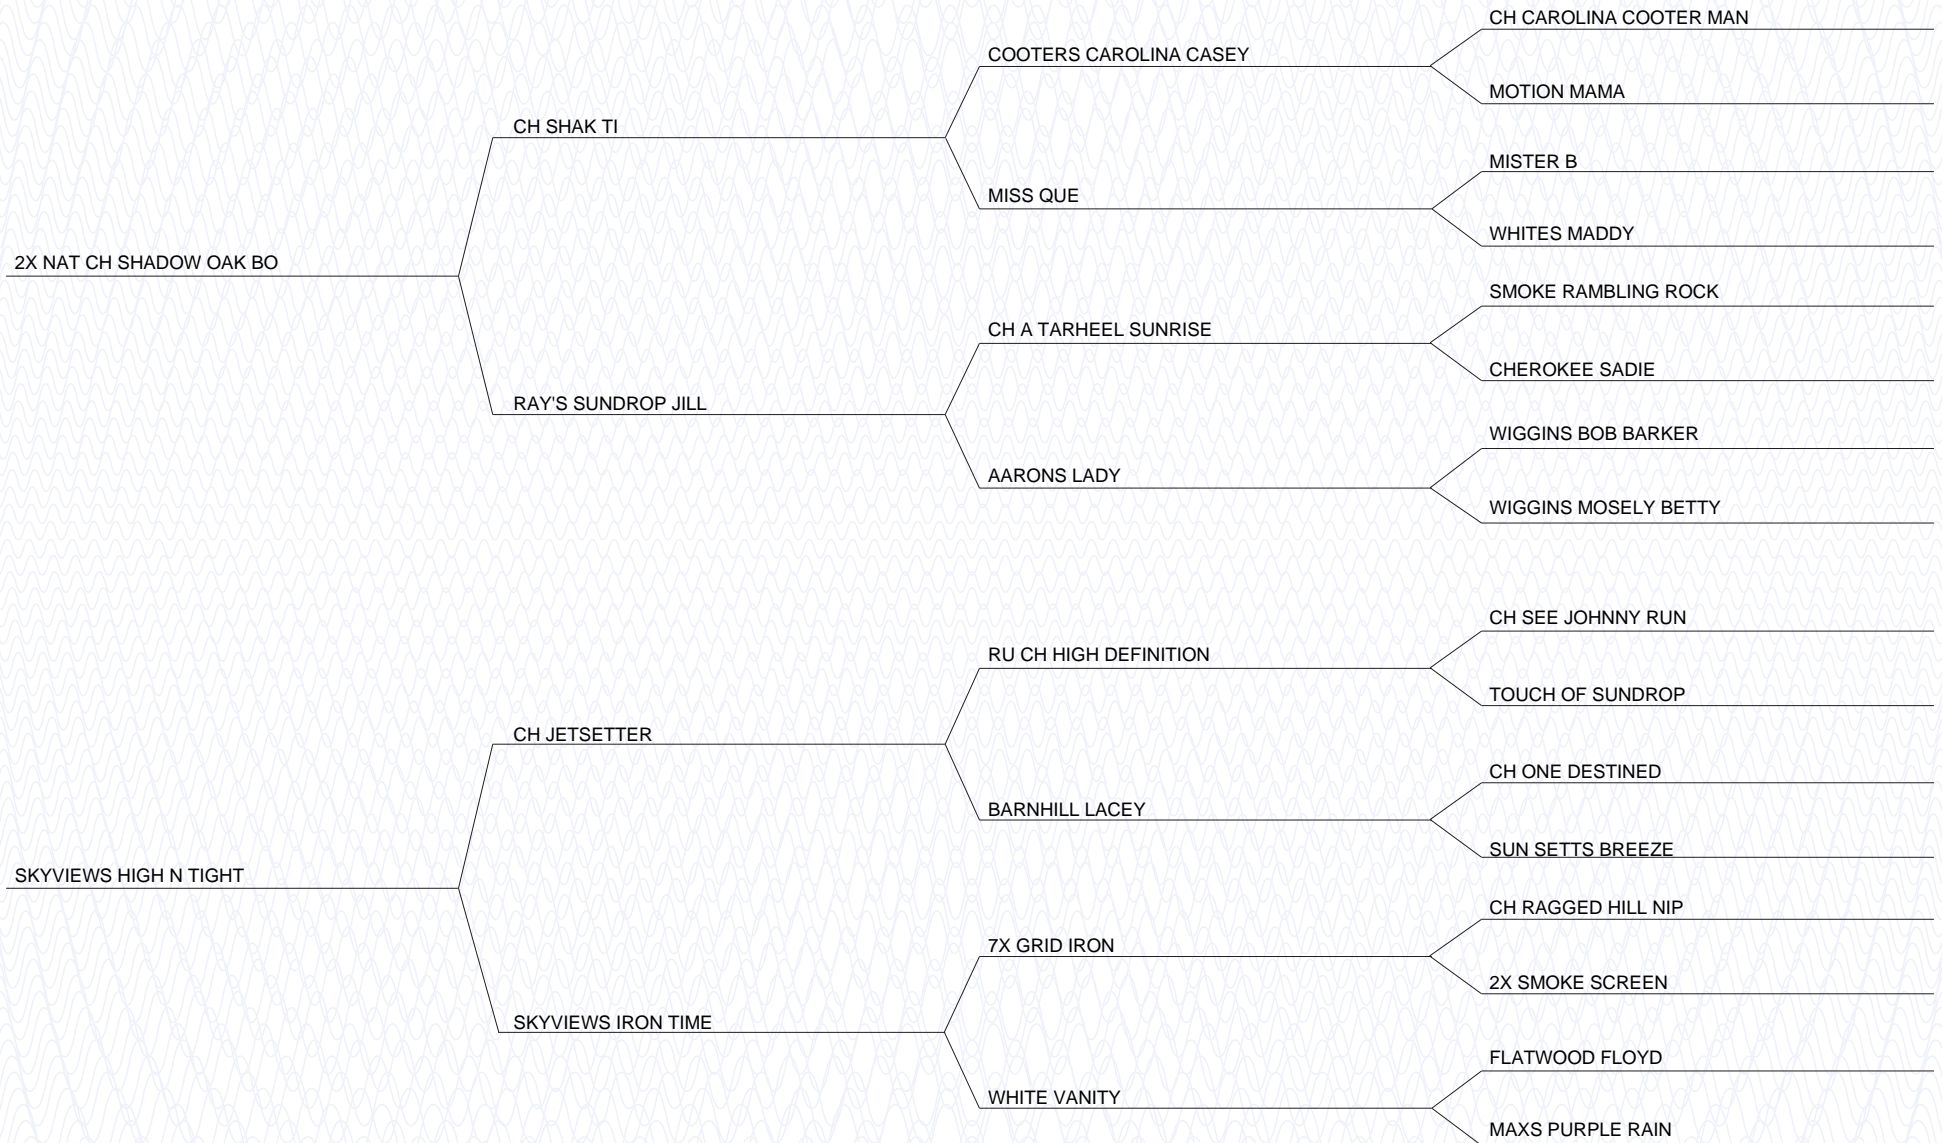 CH CAROLINA COOTER MAN
COOTERS CAROLINA CASEY
MOTION MAMA
CH SHAK TI
MISTER B
MISS QUE
WHITES MADDY
2X NAT CH SHADOW OAK BO
SMOKE RAMBLING ROCK
CH A TARHEEL SUNRISE
CHEROKEE SADIE
RAY'S SUNDROP JILL
WIGGINS BOB BARKER
AARONS LADY
WIGGINS MOSELY BETTY
CH SEE JOHNNY RUN
RU CH HIGH DEFINITION
TOUCH OF SUNDROP
CH JETSETTER
CH ONE DESTINED
BARNHILL LACEY
SUN SETTS BREEZE
SKYVIEWS HIGH N TIGHT
CH RAGGED HILL NIP
7X GRID IRON
2X SMOKE SCREEN
SKYVIEWS IRON TIME
FLATWOOD FLOYD
WHITE VANITY
MAXS PURPLE RAIN